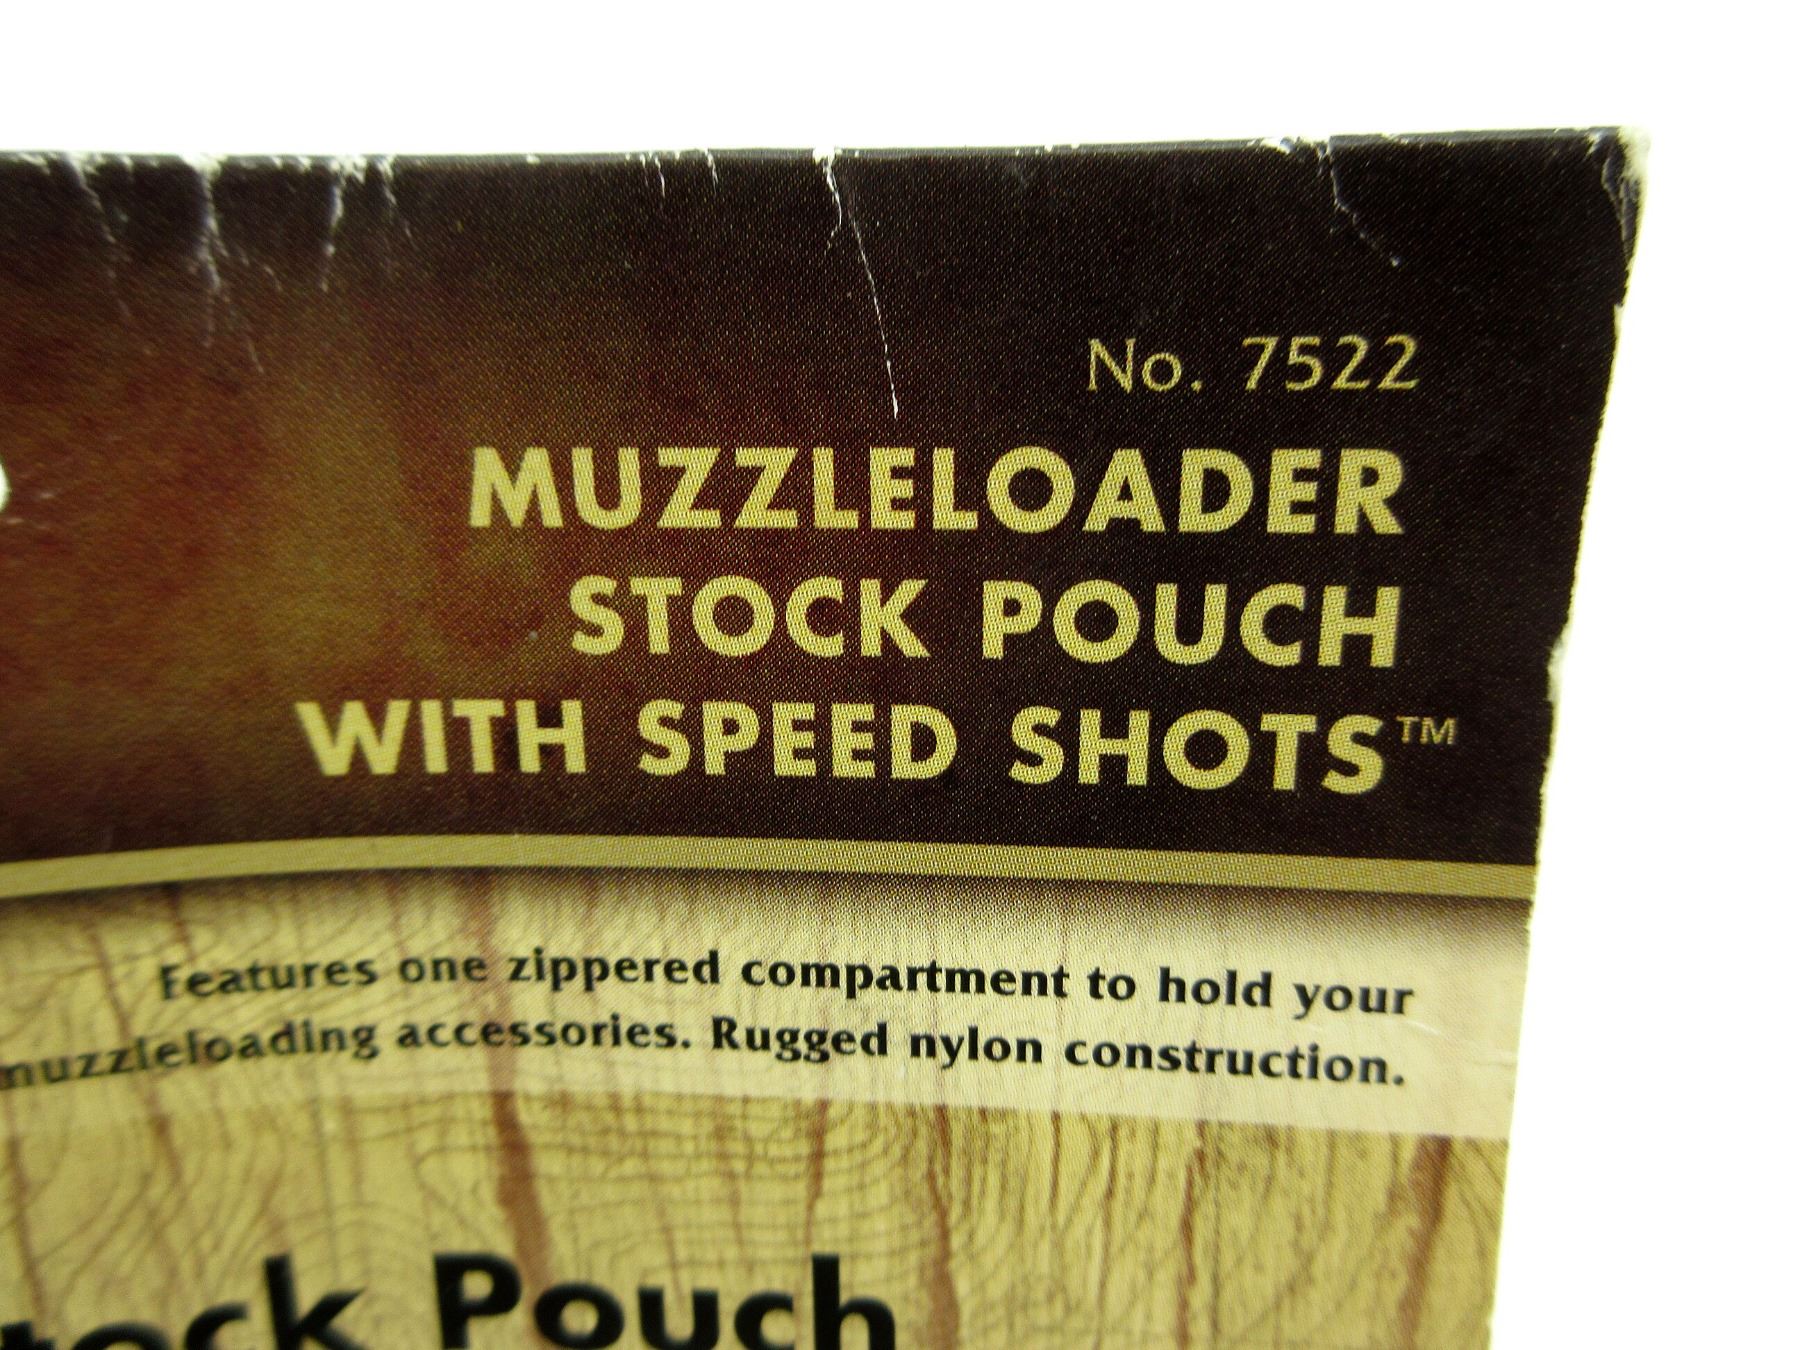 No. 7522
MUZZLELOADER
STOCK POUCH
WITH SPEED SHOTS™
Features one zippered compartment to hold your
muzzleloading accessories. Rugged nylon construction.
tock Pouch